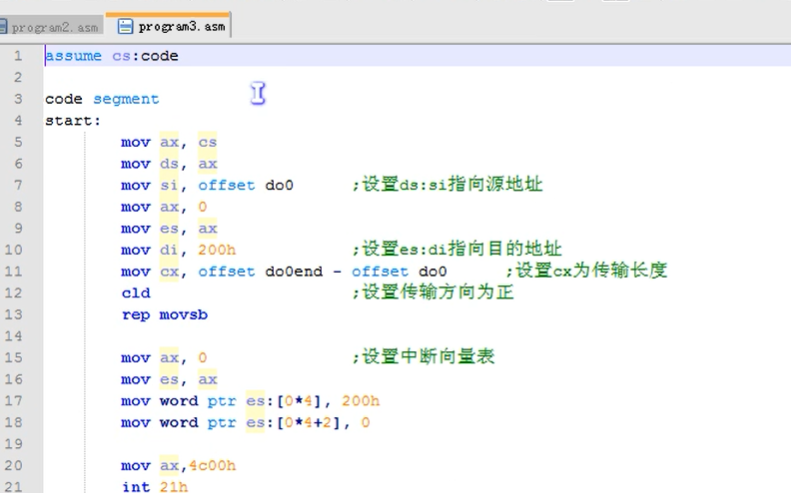 program2.asm program3.asm
1 assume cs:code
2
3 code segment
4 start:
5 mov ax, cs
6 mov ds, ax
7 mov si, offset do0 ;设置ds:si指向源地址
8 mov ax, 0
9 mov es, ax
10 mov di, 200h ;设置es:di指向目的地址
11 mov cx, offset do0end - offset do0 ;设置cx为传输长度
12 cld ;设置传输方向为正
13 rep movsb
14
15 mov ax, 0 ;设置中断向量表
16 mov es, ax
17 mov word ptr es:[0*4], 200h
18 mov word ptr es:[0*4+2], 0
19
20 mov ax,4c00h
21 int 21h